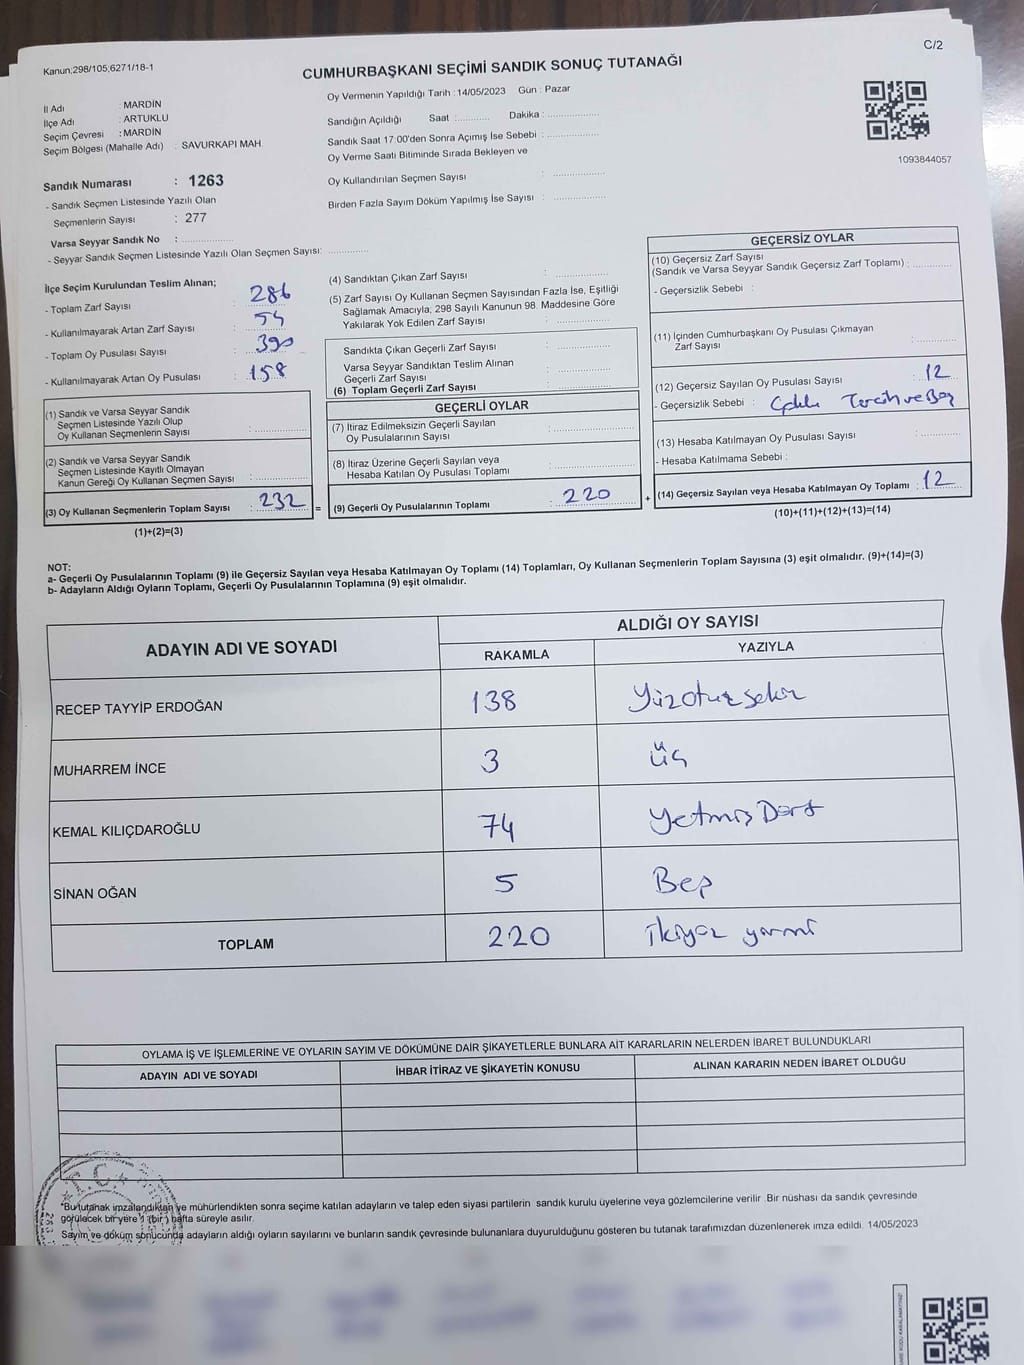 C/2
Kanun;298/105;6271/18-1
CUMHURBAŞKANI SEÇİMİ SANDIK SONUÇ TUTANAĞI
İl Adı : MARDİN
İlçe Adı : ARTUKLU
Seçim Çevresi : MARDİN
Seçim Bölgesi (Mahalle Adı) : SAVURKAPI MAH.
Oy Vermenin Yapıldığı Tarih : 14/05/2023 Gün : Pazar
Sandığın Açıldığı Saat : Dakika :
Sandık Saat 17:00'den Sonra Açımış İse Sebebi :
Oy Verme Saati Bitiminde Sırada Bekleyen ve
Oy Kullandırılan Seçmen Sayısı :
Birden Fazla Sayım Döküm Yapılmış İse Sayısı :
1093844057
Sandık Numarası : 1263
- Sandık Seçmen Listesinde Yazılı Olan
Seçmenlerin Sayısı : 277
Varsa Seyyar Sandık No :
- Seyyar Sandık Seçmen Listesinde Yazılı Olan Seçmen Sayısı:
İlçe Seçim Kurulundan Teslim Alınan;
- Toplam Zarf Sayısı : 286
- Kullanılmayarak Artan Zarf Sayısı : 54
- Toplam Oy Pusulası Sayısı : 390
- Kullanılmayarak Artan Oy Pusulası : 158
(1) Sandık ve Varsa Seyyar Sandık
Seçmen Listesinde Yazılı Olup
Oy Kullanan Seçmenlerin Sayısı :
(2) Sandık ve Varsa Seyyar Sandık
Seçmen Listesinde Kayıtlı Olmayan
Kanun Gereği Oy Kullanan Seçmen Sayısı :
(3) Oy Kullanan Seçmenlerin Toplam Sayısı : 232 =
(1)+(2)=(3)
(4) Sandıktan Çıkan Zarf Sayısı :
(5) Zarf Sayısı Oy Kullanan Seçmen Sayısından Fazla İse, Eşitliği
Sağlamak Amacıyla; 298 Sayılı Kanunun 98. Maddesine Göre
Yakılarak Yok Edilen Zarf Sayısı :
Sandıkta Çıkan Geçerli Zarf Sayısı :
Varsa Seyyar Sandıktan Teslim Alınan
Geçerli Zarf Sayısı :
(6) Toplam Geçerli Zarf Sayısı :
GEÇERLİ OYLAR
(7) İtiraz Edilmeksizin Geçerli Sayılan
Oy Pusulalarının Sayısı :
(8) İtiraz Üzerine Geçerli Sayılan veya
Hesaba Katılan Oy Pusulası Toplamı :
(9) Geçerli Oy Pusulalarının Toplamı : 220 +
GEÇERSİZ OYLAR
(10) Geçersiz Zarf Sayısı
(Sandık ve Varsa Seyyar Sandık Geçersiz Zarf Toplamı) :
- Geçersizlik Sebebi :
(11) İçinden Cumhurbaşkanı Oy Pusulası Çıkmayan
Zarf Sayısı :
(12) Geçersiz Sayılan Oy Pusulası Sayısı : 12
- Geçersizlik Sebebi : Çoklu Tercih ve Boş
(13) Hesaba Katılmayan Oy Pusulası Sayısı :
- Hesaba Katılmama Sebebi :
(14) Geçersiz Sayılan veya Hesaba Katılmayan Oy Toplamı : 12
(10)+(11)+(12)+(13)=(14)
NOT:
a- Geçerli Oy Pusulalarının Toplamı (9) ile Geçersiz Sayılan veya Hesaba Katılmayan Oy Toplamı (14) Toplamları, Oy Kullanan Seçmenlerin Toplam Sayısına (3) eşit olmalıdır. (9)+(14)=(3)
b- Adayların Aldığı Oyların Toplamı, Geçerli Oy Pusulalarının Toplamına (9) eşit olmalıdır.
ADAYIN ADI VE SOYADI
ALDIĞI OY SAYISI
RAKAMLA YAZIYLA
RECEP TAYYİP ERDOĞAN 138 Yüzotuzsekiz
MUHARREM İNCE 3 üç
KEMAL KILIÇDAROĞLU 74 Yetmiş Dört
SİNAN OĞAN 5 Beş
TOPLAM 220 ikiyüz yirmi
OYLAMA İŞ VE İŞLEMLERİNE VE OYLARIN SAYIM VE DÖKÜMÜNE DAİR ŞİKAYETLERLE BUNLARA AİT KARARLARIN NELERDEN İBARET BULUNDUKLARI
ADAYIN ADI VE SOYADI İHBAR İTİRAZ VE ŞİKAYETİN KONUSU ALINAN KARARIN NEDEN İBARET OLDUĞU
T.C.
*Bu tutanak imzalandıktan ve mühürlendikten sonra seçime katılan adayların ve talep eden siyasi partilerin sandık kurulu üyelerine veya gözlemcilerine verilir .Bir nüshası da sandık çevresinde
görülecek bir yere 1 (bir) hafta süreyle asılır.
Sayım ve döküm sonucunda adayların aldığı oyların sayılarını ve bunların sandık çevresinde bulunanlara duyurulduğunu gösteren bu tutanak tarafımızdan düzenlenerek imza edildi. 14/05/2023